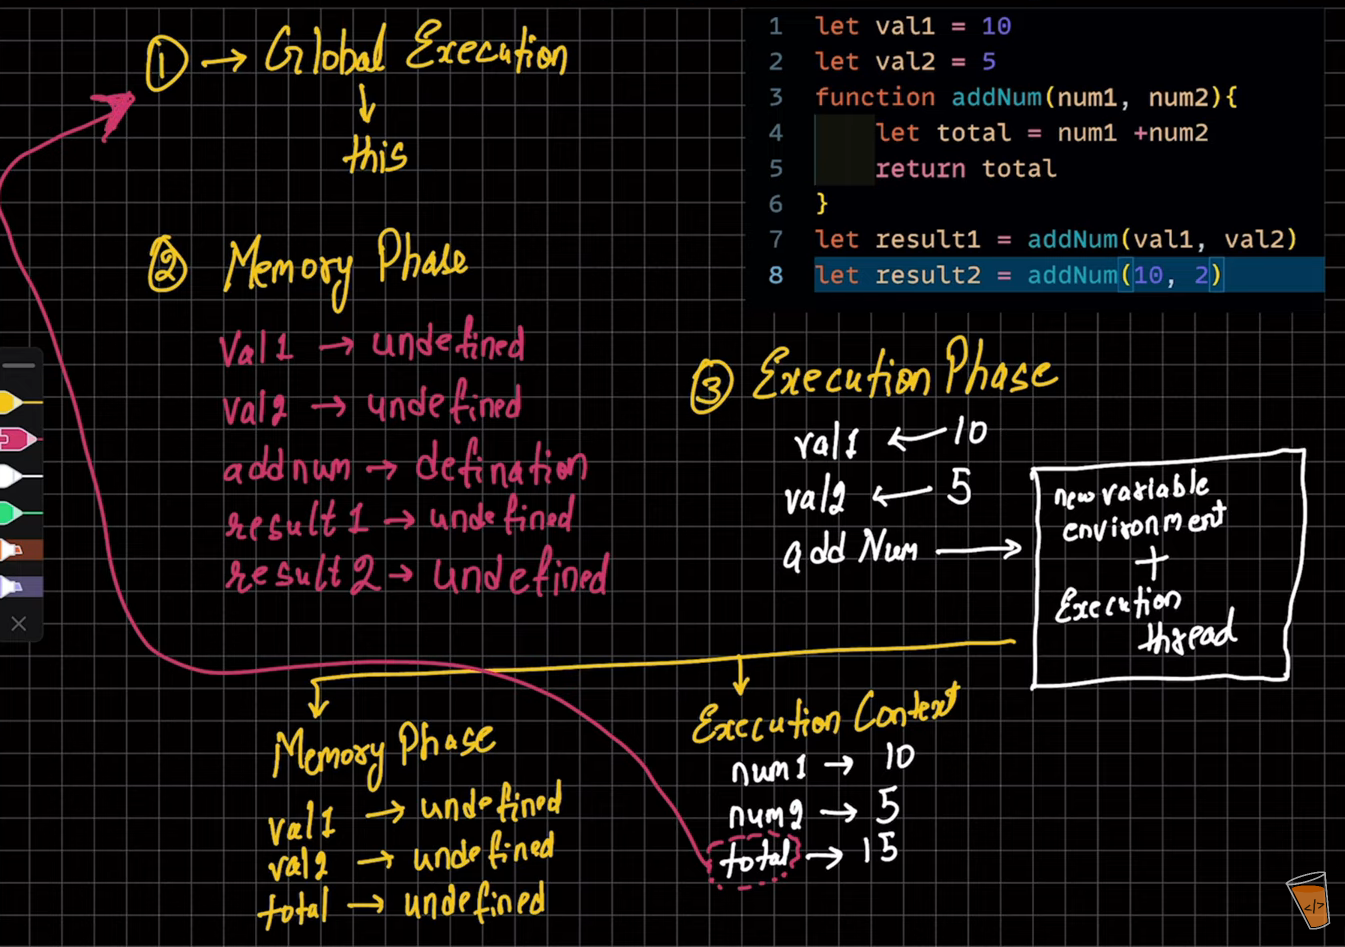 ① → Global Execution
↓
this
1 let val1 = 10
2 let val2 = 5
3 function addNum(num1, num2){
4 let total = num1 +num2
5 return total
6 }
7 let result1 = addNum(val1, val2)
8 let result2 = addNum(10, 2)
② Memory Phase
val1 → undefined
val2 → undefined
addnum → defination
result1 → undefined
result2 → undefined
③ Execution Phase
val1 ← 10
val2 ← 5
add Num →
new variable
environment
+
Execution
thread
Memory Phase
val1 → undefined
val2 → undefined
total → undefined
Execution Context
num1 → 10
num2 → 5
total → 15
</>